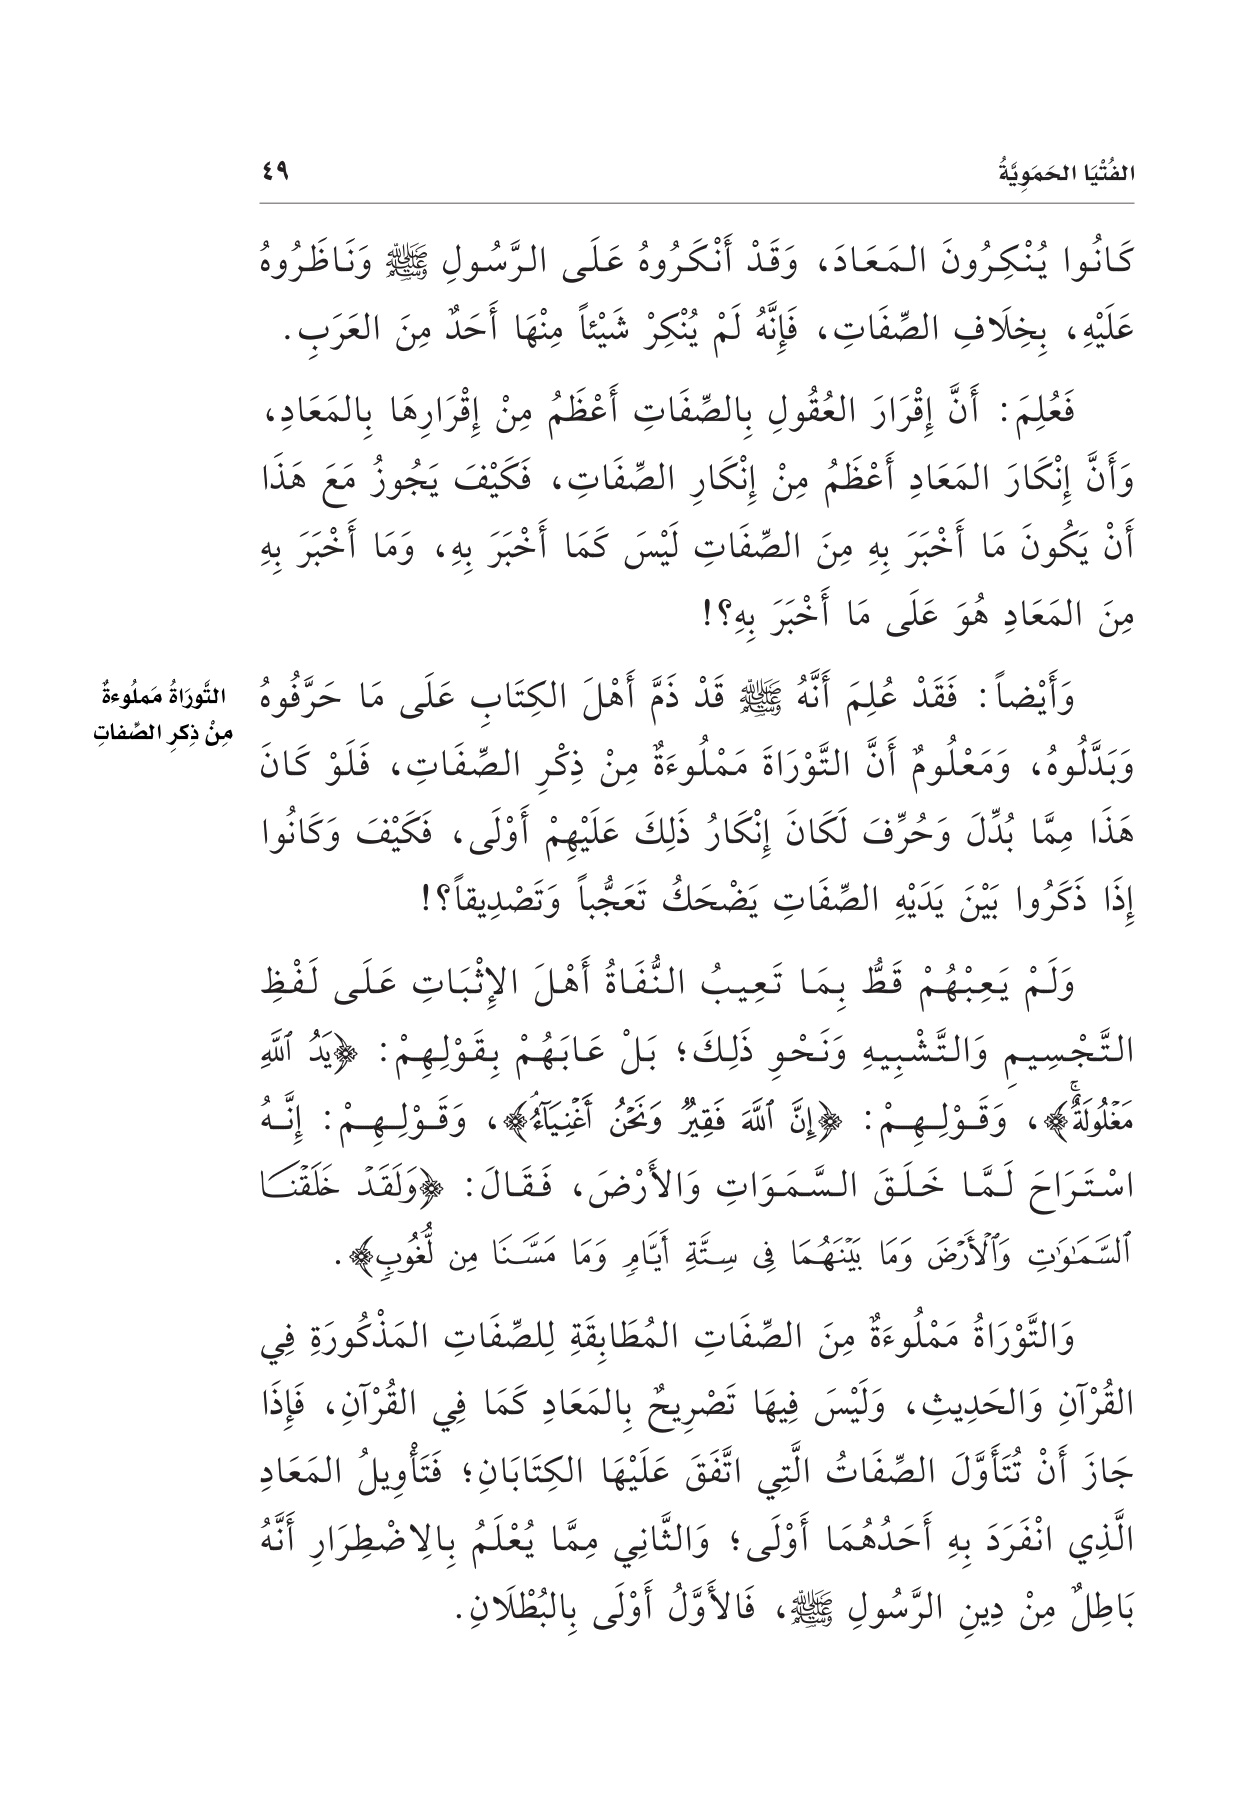 الفُتْيَا الحَمَوِيَّةُ
٤٩
كَانُوا يُنْكِرُونَ المَعَادَ، وَقَدْ أَنْكَرُوهُ عَلَى الرَّسُولِ ﷺ وَنَاظَرُوهُ
عَلَيْهِ، بِخِلَافِ الصِّفَاتِ، فَإِنَّهُ لَمْ يُنْكِرْ شَيْئاً مِنْهَا أَحَدٌ مِنَ العَرَبِ.
فَعُلِمَ: أَنَّ إِقْرَارَ العُقُولِ بِالصِّفَاتِ أَعْظَمُ مِنْ إِقْرَارِهَا بِالمَعَادِ،
وَأَنَّ إِنْكَارَ المَعَادِ أَعْظَمُ مِنْ إِنْكَارِ الصِّفَاتِ، فَكَيْفَ يَجُوزُ مَعَ هَذَا
أَنْ يَكُونَ مَا أَخْبَرَ بِهِ مِنَ الصِّفَاتِ لَيْسَ كَمَا أَخْبَرَ بِهِ، وَمَا أَخْبَرَ بِهِ
مِنَ المَعَادِ هُوَ عَلَى مَا أَخْبَرَ بِهِ؟!
وَأَيْضاً: فَقَدْ عُلِمَ أَنَّهُ ﷺ قَدْ ذَمَّ أَهْلَ الكِتَابِ عَلَى مَا حَرَّفُوهُ
التَّورَاةُ مَملُوءةٌ
مِنْ ذِكرِ الصِّفاتِ
وَبَدَّلُوهُ، وَمَعْلُومٌ أَنَّ التَّوْرَاةَ مَمْلُوءَةٌ مِنْ ذِكْرِ الصِّفَاتِ، فَلَوْ كَانَ
هَذَا مِمَّا بُدِّلَ وَحُرِّفَ لَكَانَ إِنْكَارُ ذَلِكَ عَلَيْهِمْ أَوْلَى، فَكَيْفَ وَكَانُوا
إِذَا ذَكَرُوا بَيْنَ يَدَيْهِ الصِّفَاتِ يَضْحَكُ تَعَجُّباً وَتَصْدِيقاً؟!
وَلَمْ يَعِبْهُمْ قَطُّ بِمَا تَعِيبُ النُّفَاةُ أَهْلَ الإِثْبَاتِ عَلَى لَفْظِ
التَّجْسِيمِ وَالتَّشْبِيهِ وَنَحْوِ ذَلِكَ؛ بَلْ عَابَهُمْ بِقَوْلِهِمْ: ﴿يَدُ ٱللَّهِ
مَغْلُولَةٌۚ﴾، وَقَوْلِهِمْ: ﴿إِنَّ ٱللَّهَ فَقِيرٌ وَنَحْنُ أَغْنِيَآءُۘ﴾، وَقَوْلِهِمْ: إِنَّهُ
اسْتَرَاحَ لَمَّا خَلَقَ السَّمَوَاتِ وَالأَرْضَ، فَقَالَ: ﴿وَلَقَدْ خَلَقْنَا
ٱلسَّمَـٰوَٰتِ وَٱلْأَرْضَ وَمَا بَيْنَهُمَا فِى سِتَّةِ أَيَّامٍ وَمَا مَسَّنَا مِن لُّغُوبٍ﴾.
وَالتَّوْرَاةُ مَمْلُوءَةٌ مِنَ الصِّفَاتِ المُطَابِقَةِ لِلصِّفَاتِ المَذْكُورَةِ فِي
القُرْآنِ وَالحَدِيثِ، وَلَيْسَ فِيهَا تَصْرِيحٌ بِالمَعَادِ كَمَا فِي القُرْآنِ، فَإِذَا
جَازَ أَنْ تُتَأَوَّلَ الصِّفَاتُ الَّتِي اتَّفَقَ عَلَيْهَا الكِتَابَانِ؛ فَتَأْوِيلُ المَعَادِ
الَّذِي انْفَرَدَ بِهِ أَحَدُهُمَا أَوْلَى؛ وَالثَّانِي مِمَّا يُعْلَمُ بِالِاضْطِرَارِ أَنَّهُ
بَاطِلٌ مِنْ دِينِ الرَّسُولِ ﷺ، فَالأَوَّلُ أَوْلَى بِالبُطْلَانِ.